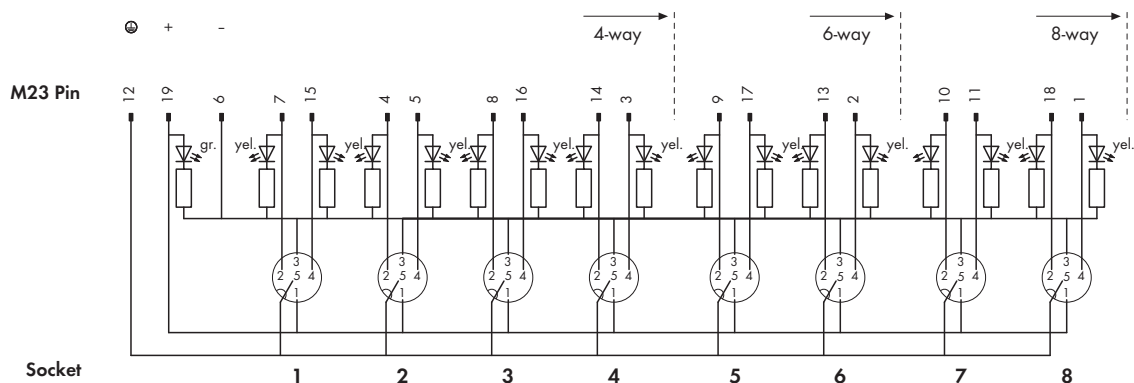 4-way 6-way 8-way
+ –
M23 Pin 12 19 6 7 15 4 5 8 16 14 3 9 17 13 2 10 11 18 1
gr. yel. yel. yel. yel. yel. yel. yel. yel.
3 3 3 3 3 3 3 3
2 5 4 2 5 4 2 5 4 2 5 4 2 5 4 2 5 4 2 5 4 2 5 4
1 1 1 1 1 1 1 1
Socket 1 2 3 4 5 6 7 8